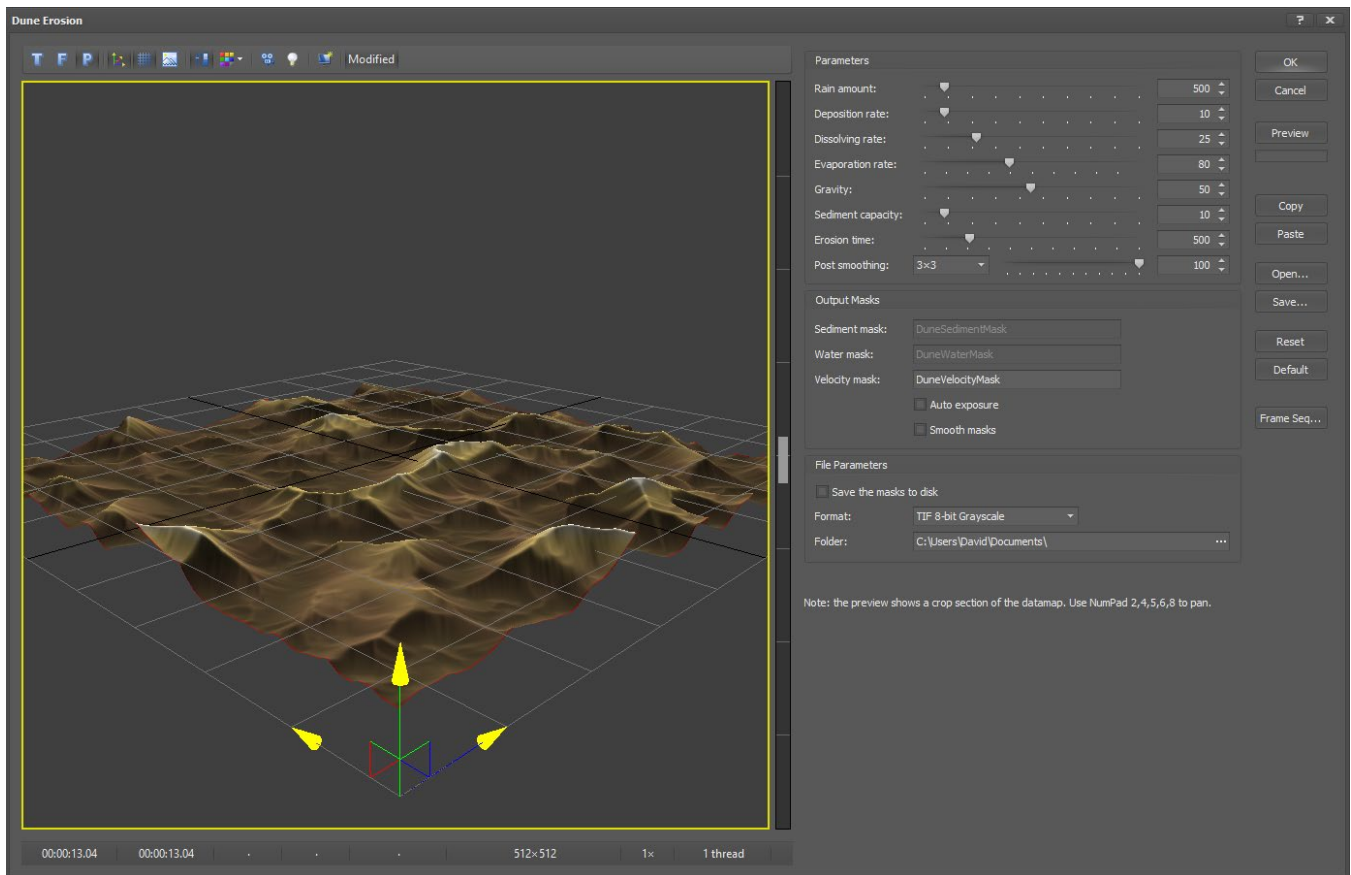 Dune Erosion
? x
T F P Modified
Parameters
Rain amount: 500
Deposition rate: 10
Dissolving rate: 25
Evaporation rate: 80
Gravity: 50
Sediment capacity: 10
Erosion time: 500
Post smoothing: 3×3 100
Output Masks
Sediment mask: DuneSedimentMask
Water mask: DuneWaterMask
Velocity mask: DuneVelocityMask
Auto exposure
Smooth masks
File Parameters
Save the masks to disk
Format: TIF 8-bit Grayscale
Folder: C:\Users\David\Documents\ ...
Note: the preview shows a crop section of the datamap. Use NumPad 2,4,5,6,8 to pan.
OK
Cancel
Preview
Copy
Paste
Open...
Save...
Reset
Default
Frame Seq...
00:00:13.04 00:00:13.04 . . . 512×512 1× 1 thread